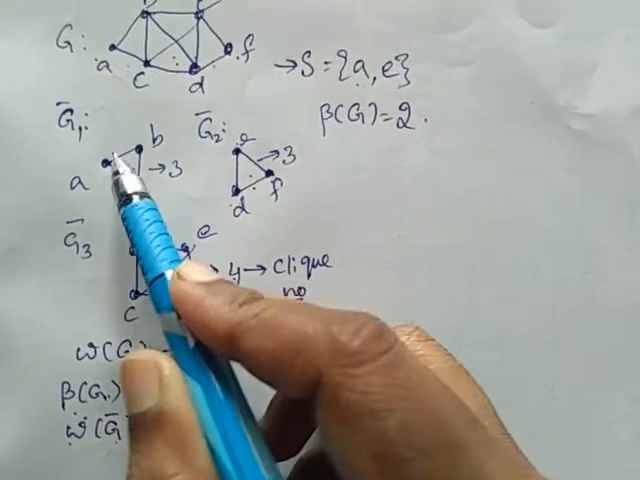 G:
a c d f
→ S = {a, e}
β(G) = 2.
G̅₁: b
a → 3
G̅₂: e
→ 3
d f
G̅₃ e
4 → clique
no
c
ω(G
β(G)
ω(G̅